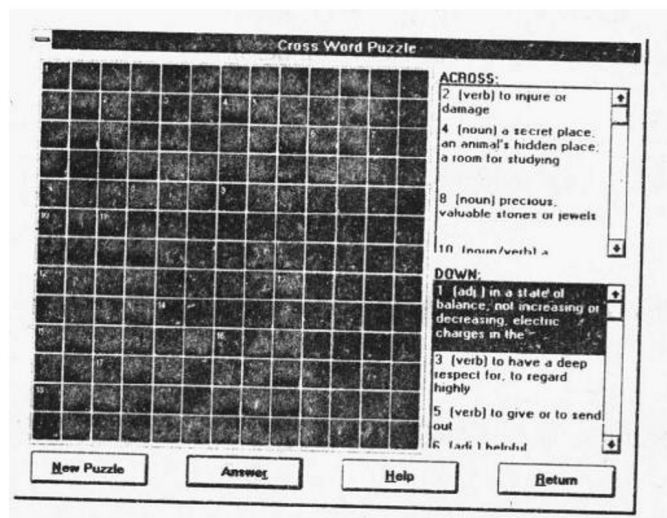 Cross Word Puzzle
ACROSS:
2 (verb) to injure or
damage
4 (noun) a secret place,
an animal's hidden place,
a room for studying
8 (noun) precious,
valuable stones or jewels
10 (noun/verb) a
DOWN:
1 (adj.) in a state of
balance, not increasing or
decreasing, electric
charges in the
3 (verb) to have a deep
respect for, to regard
highly
5 (verb) to give or to send
out
6 (adj.) helpful
New Puzzle
Answer
Help
Return